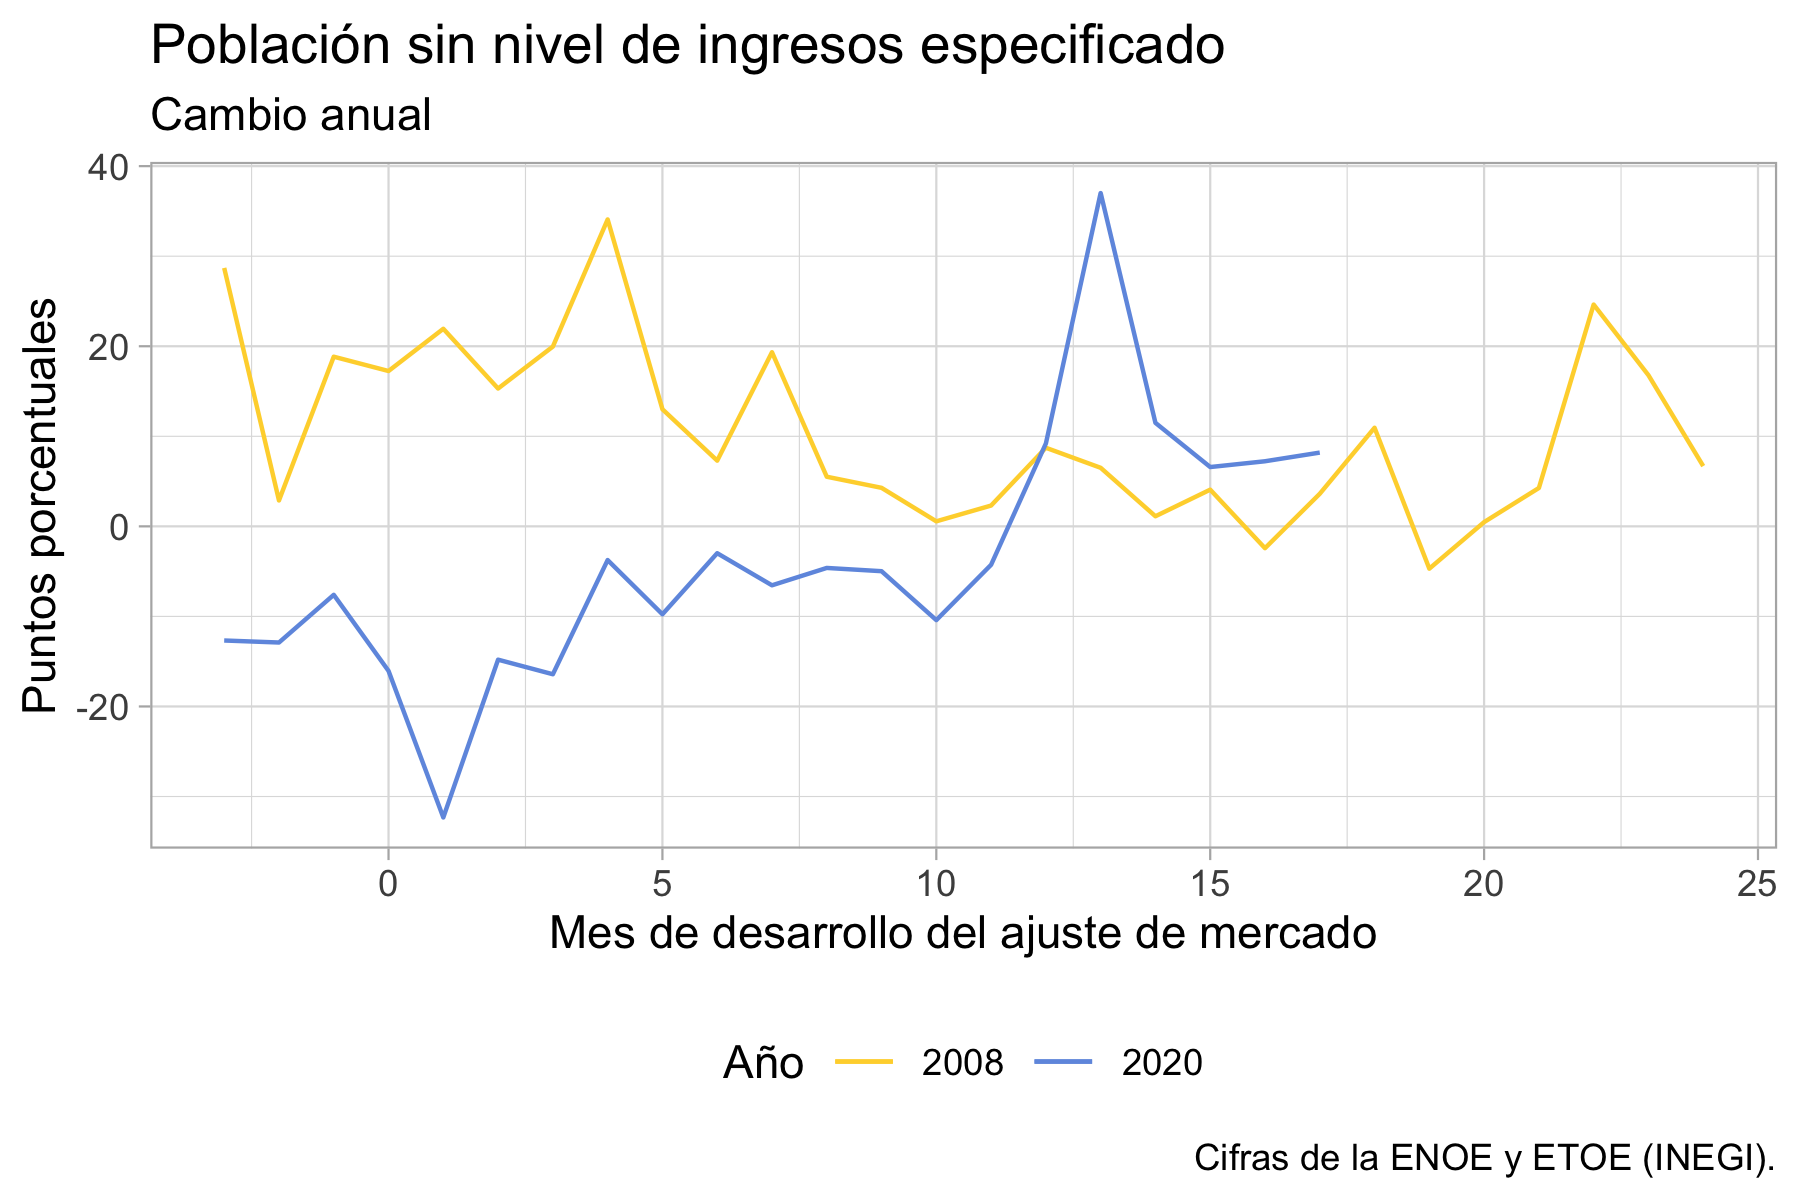 Población sin nivel de ingresos especificado
Cambio anual
Puntos porcentuales
40
20
0
-20
0 5 10 15 20 25
Mes de desarrollo del ajuste de mercado
Año 2008 2020
Cifras de la ENOE y ETOE (INEGI).